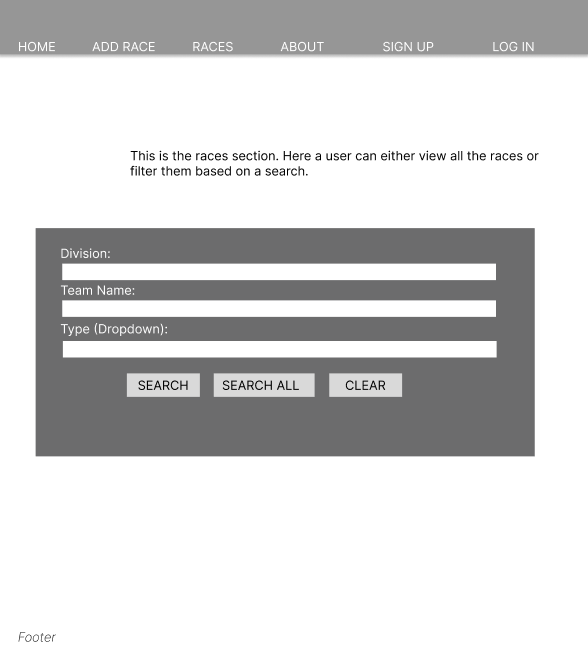 HOME ADD RACE RACES ABOUT SIGN UP LOG IN
This is the races section. Here a user can either view all the races or
filter them based on a search.
Division:
Team Name:
Type (Dropdown):
SEARCH SEARCH ALL CLEAR
Footer